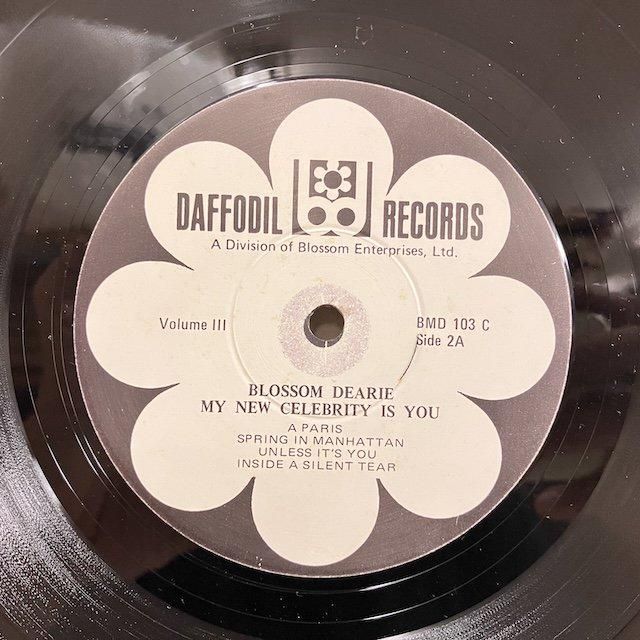 DAFFODIL RECORDS
A Division of Blossom Enterprises, Ltd.
Volume III
BMD 103 C
Side 2A
BLOSSOM DEARIE
MY NEW CELEBRITY IS YOU
A PARIS
SPRING IN MANHATTAN
UNLESS IT'S YOU
INSIDE A SILENT TEAR